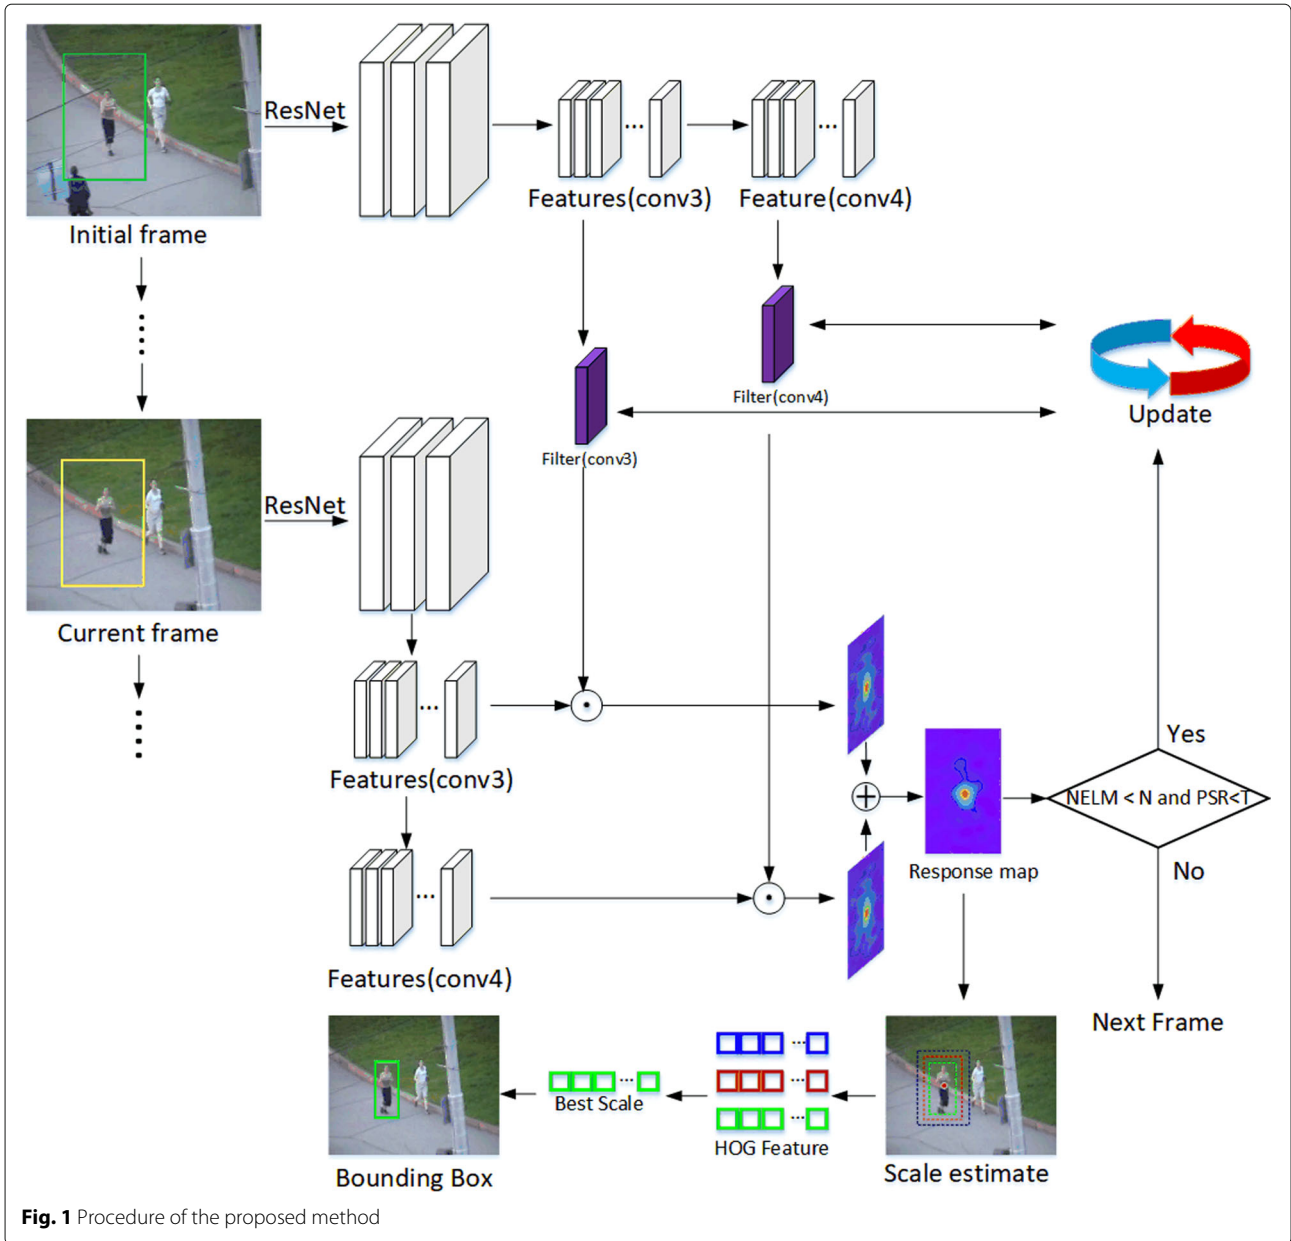 ResNet
Features(conv3)
Feature(conv4)
Initial frame
Filter(conv4)
Update
Filter(conv3)
ResNet
Current frame
Yes
Features(conv3)
NELM < N and PSR<T
Response map
No
Features(conv4)
Next Frame
Best Scale
HOG Feature
Scale estimate
Bounding Box
Fig. 1 Procedure of the proposed method